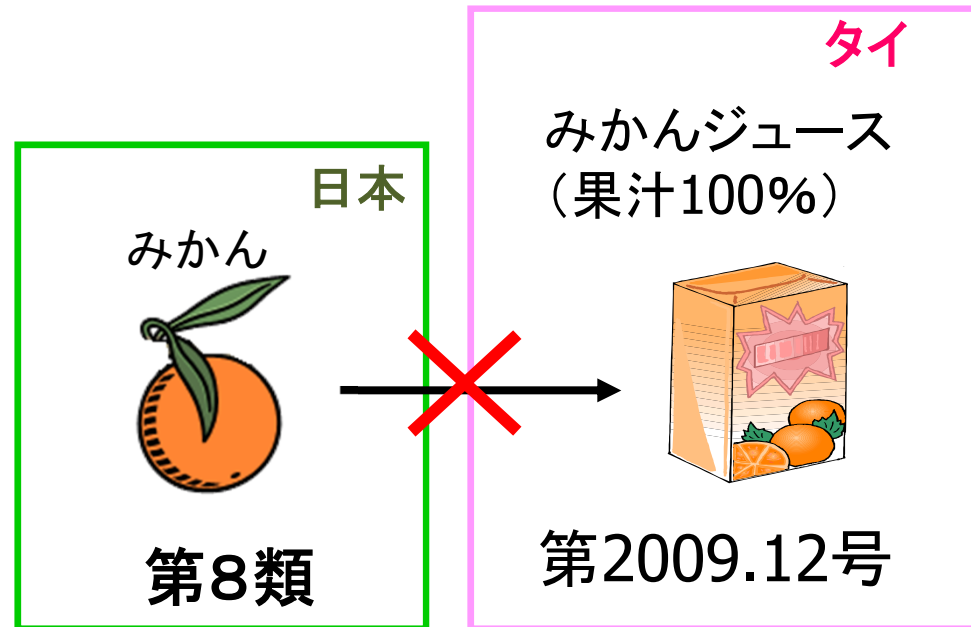 日本
みかん
第８類
タイ
みかんジュース
（果汁100%）
第2009.12号